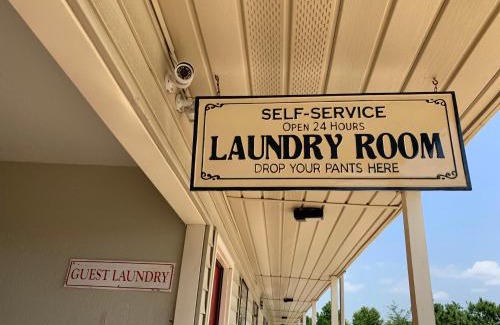 SELF-SERVICE
OPEN 24 HOURS
LAUNDRY ROOM
DROP YOUR PANTS HERE
GUEST LAUNDRY